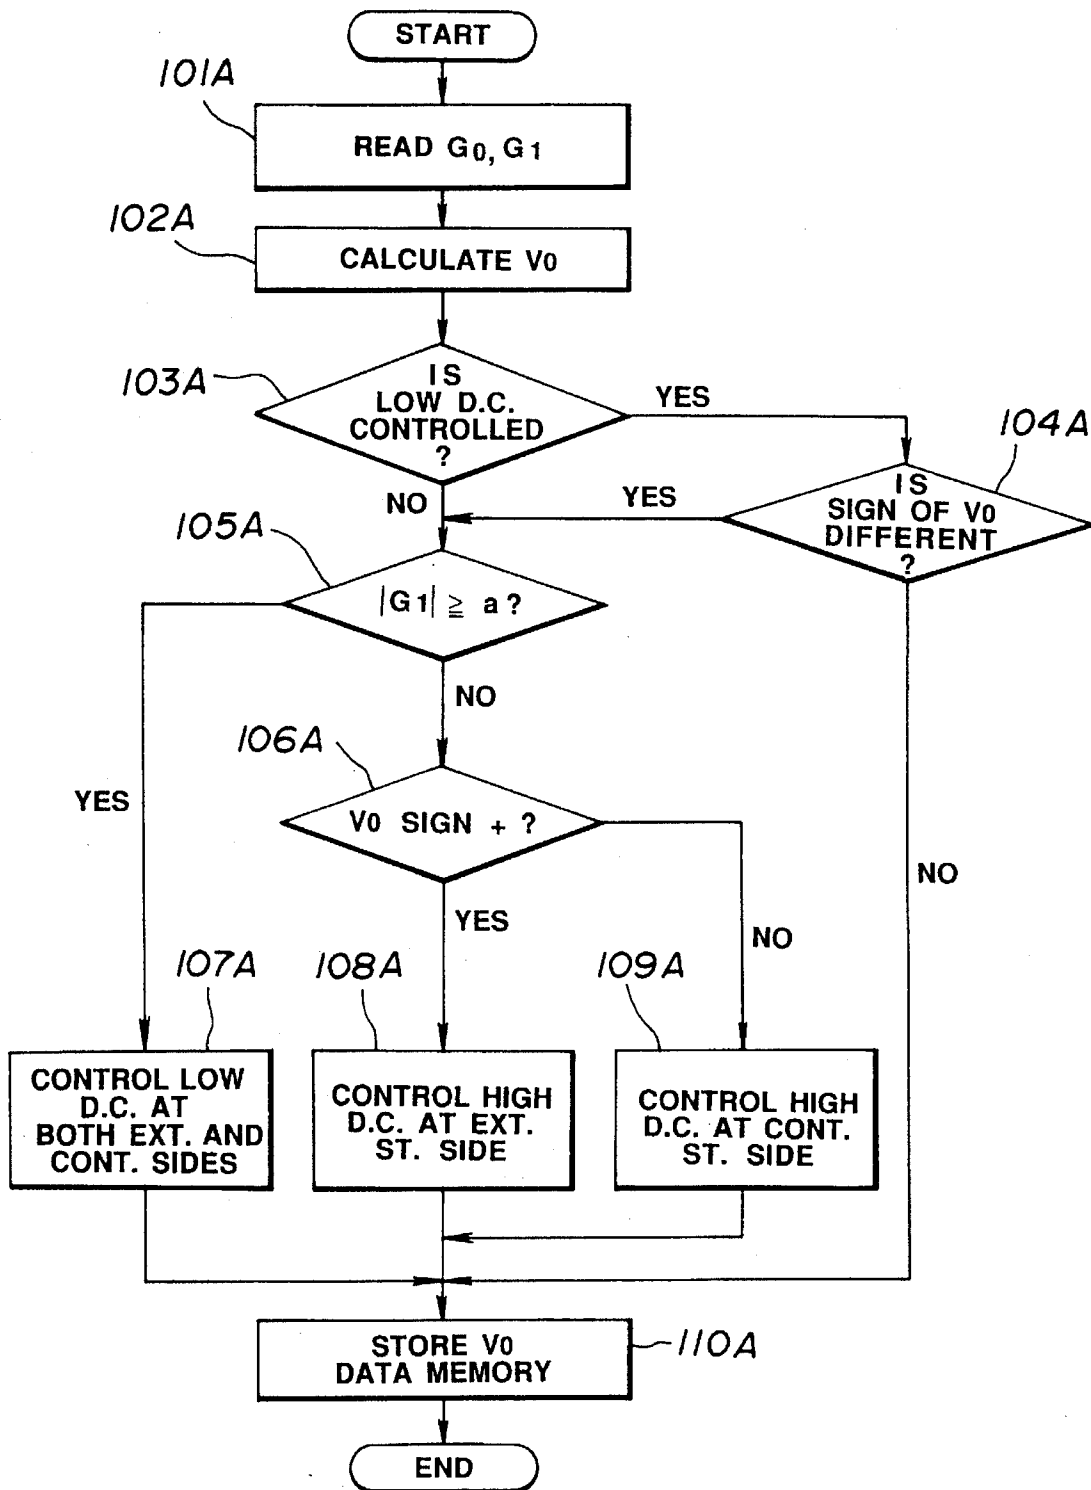 START
101A
READ G0, G1
102A
CALCULATE V0
103A
IS
LOW D.C.
CONTROLLED
?
YES
104A
IS
SIGN OF V0
DIFFERENT
?
YES
NO
105A
|G1| ≧ a?
NO
106A
YES
V0 SIGN + ?
NO
YES
NO
107A
108A
109A
CONTROL LOW
D.C. AT
BOTH EXT. AND
CONT. SIDES
CONTROL HIGH
D.C. AT EXT.
ST. SIDE
CONTROL HIGH
D.C. AT CONT.
ST. SIDE
STORE V0
DATA MEMORY
110A
END